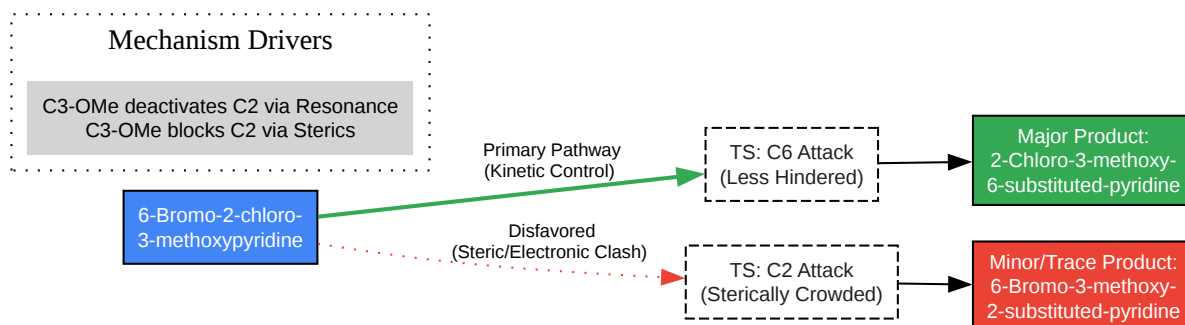 Mechanism Drivers
C3-OMe deactivates C2 via Resonance
C3-OMe blocks C2 via Sterics
6-Bromo-2-chloro-
3-methoxypyridine
Primary Pathway
(Kinetic Control)
Disfavored
(Steric/Electronic Clash)
TS: C6 Attack
(Less Hindered)
TS: C2 Attack
(Sterically Crowded)
Major Product:
2-Chloro-3-methoxy-
6-substituted-pyridine
Minor/Trace Product:
6-Bromo-3-methoxy-
2-substituted-pyridine